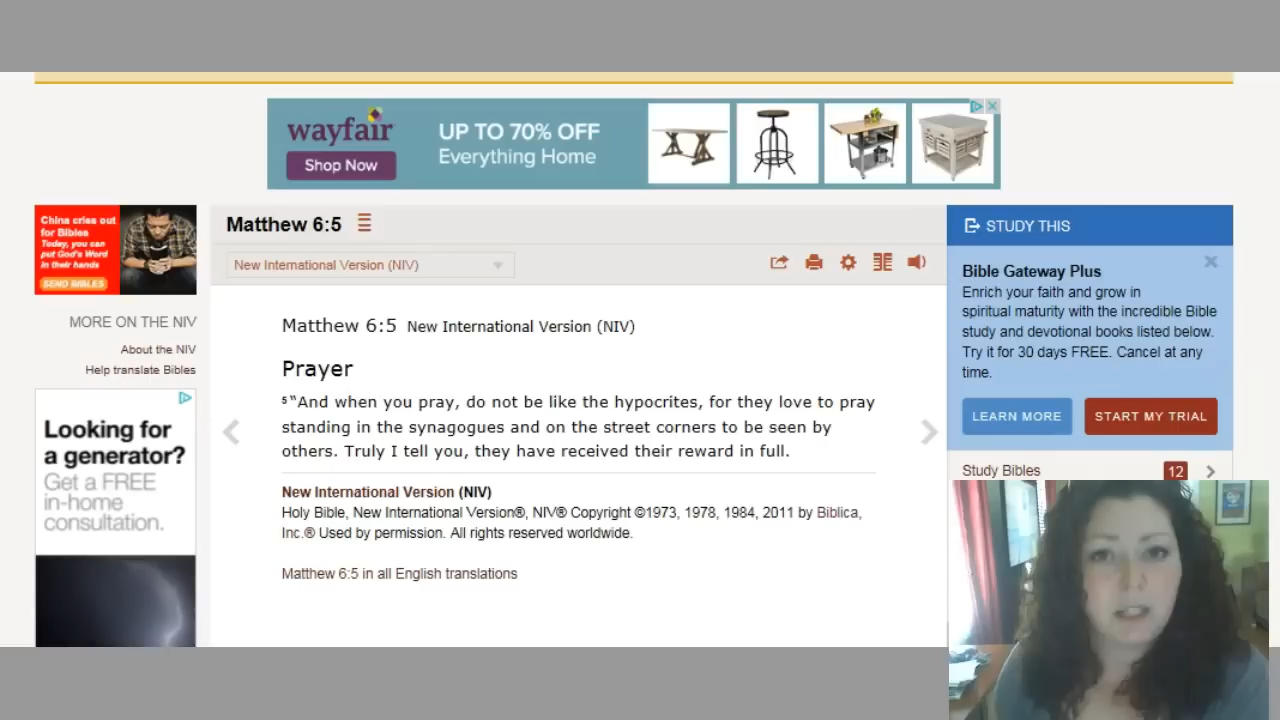 wayfair
Shop Now
UP TO 70% OFF
Everything Home
China cries out
for Bibles
Today, you can
put God's Word
in their hands
SEND BIBLES
MORE ON THE NIV
About the NIV
Help translate Bibles
Looking for
a generator?
Get a FREE
in-home
consultation.
Matthew 6:5
New International Version (NIV)
Matthew 6:5 New International Version (NIV)
Prayer
5 “And when you pray, do not be like the hypocrites, for they love to pray
standing in the synagogues and on the street corners to be seen by
others. Truly I tell you, they have received their reward in full.
New International Version (NIV)
Holy Bible, New International Version®, NIV® Copyright ©1973, 1978, 1984, 2011 by Biblica,
Inc.® Used by permission. All rights reserved worldwide.
Matthew 6:5 in all English translations
STUDY THIS
Bible Gateway Plus
Enrich your faith and grow in
spiritual maturity with the incredible Bible
study and devotional books listed below.
Try it for 30 days FREE. Cancel at any
time.
LEARN MORE
START MY TRIAL
Study Bibles 12